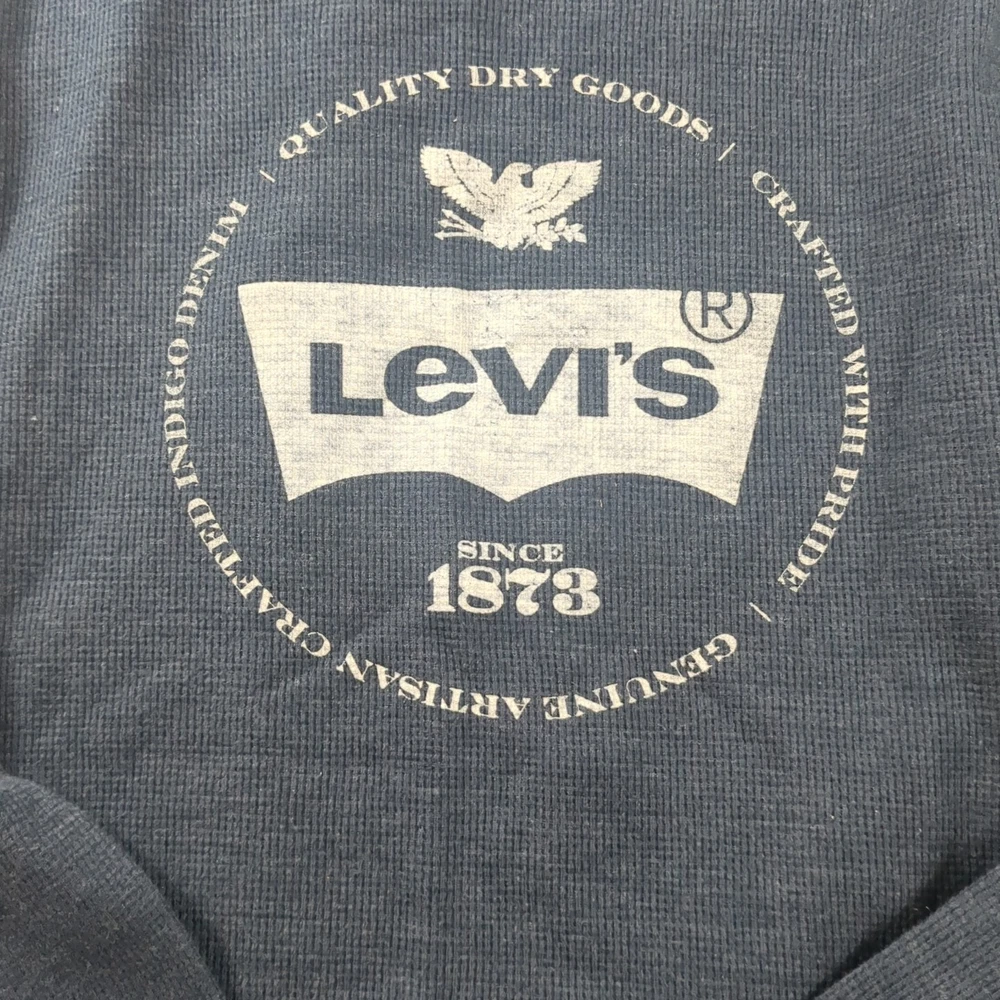 QUALITY DRY GOODS | CRAFTED WITH PRIDE | GENUINE ARTISAN CRAFTED INDIGO DENIM |
LEVI'S®
SINCE
1873